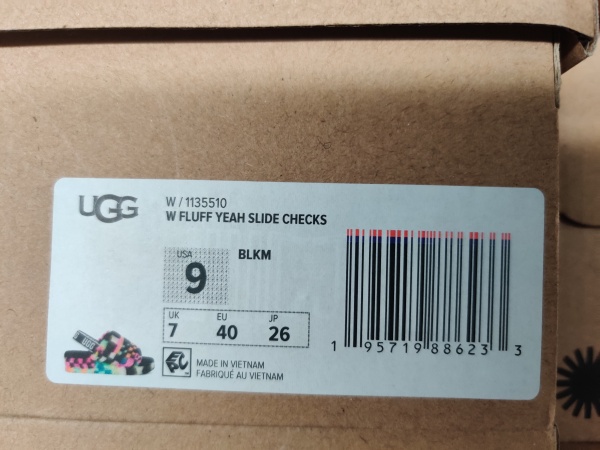 UGG
W / 1135510
W FLUFF YEAH SLIDE CHECKS
USA
9
BLKM
UK EU JP
7 40 26
MADE IN VIETNAM
FABRIQUÉ AU VIETNAM
1 95719 88623 3